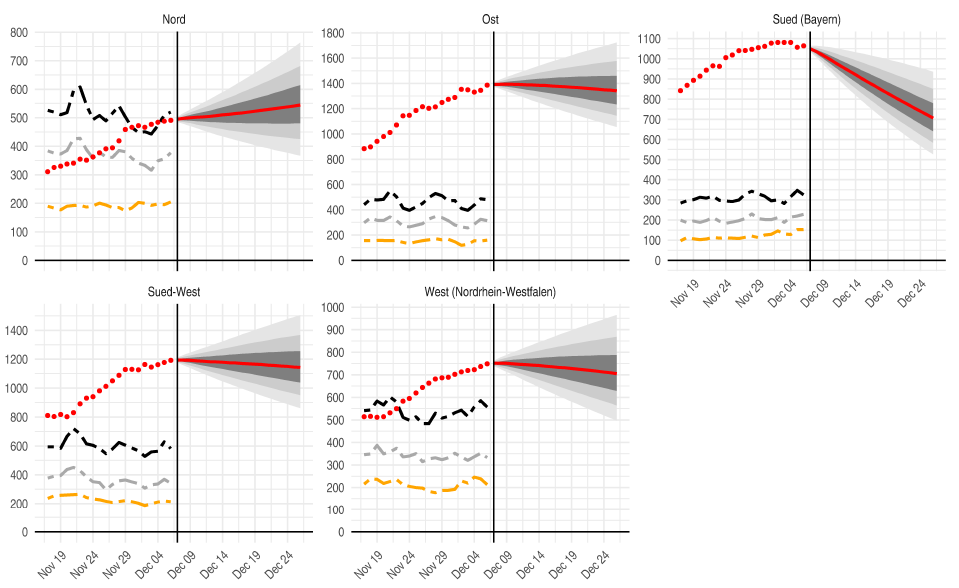 Nord
800
700
600
500
400
300
200
100
0
Ost
1800
1600
1400
1200
1000
800
600
400
200
0
Sued (Bayern)
1100
1000
900
800
700
600
500
400
300
200
100
0
Nov 19
Nov 24
Nov 29
Dec 04
Dec 09
Dec 14
Dec 19
Dec 24
Sued-West
1400
1200
1000
800
600
400
200
0
Nov 19
Nov 24
Nov 29
Dec 04
Dec 09
Dec 14
Dec 19
Dec 24
West (Nordrhein-Westfalen)
1000
900
800
700
600
500
400
300
200
100
0
Nov 19
Nov 24
Nov 29
Dec 04
Dec 09
Dec 14
Dec 19
Dec 24